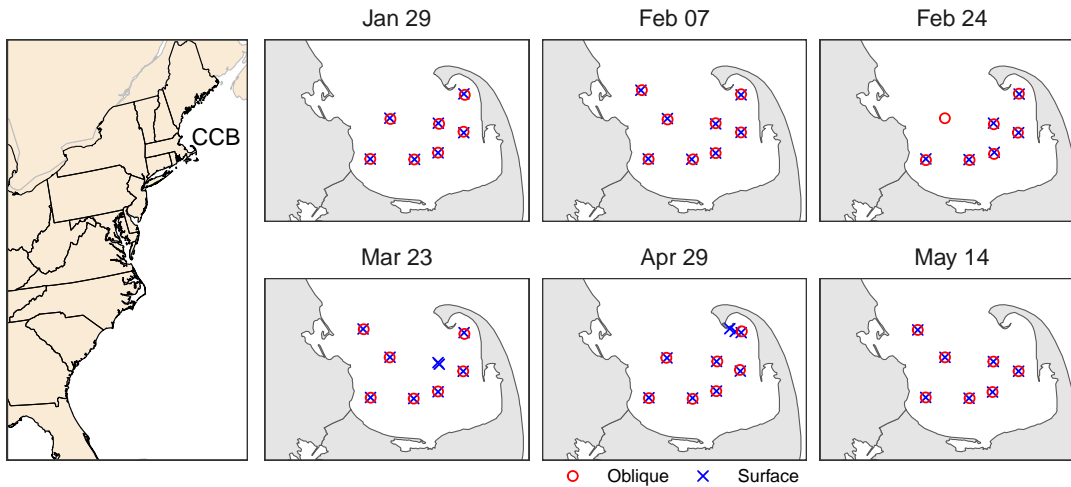 Jan 29
Feb 07
Feb 24
CCB
Mar 23
Apr 29
May 14
Oblique
Surface